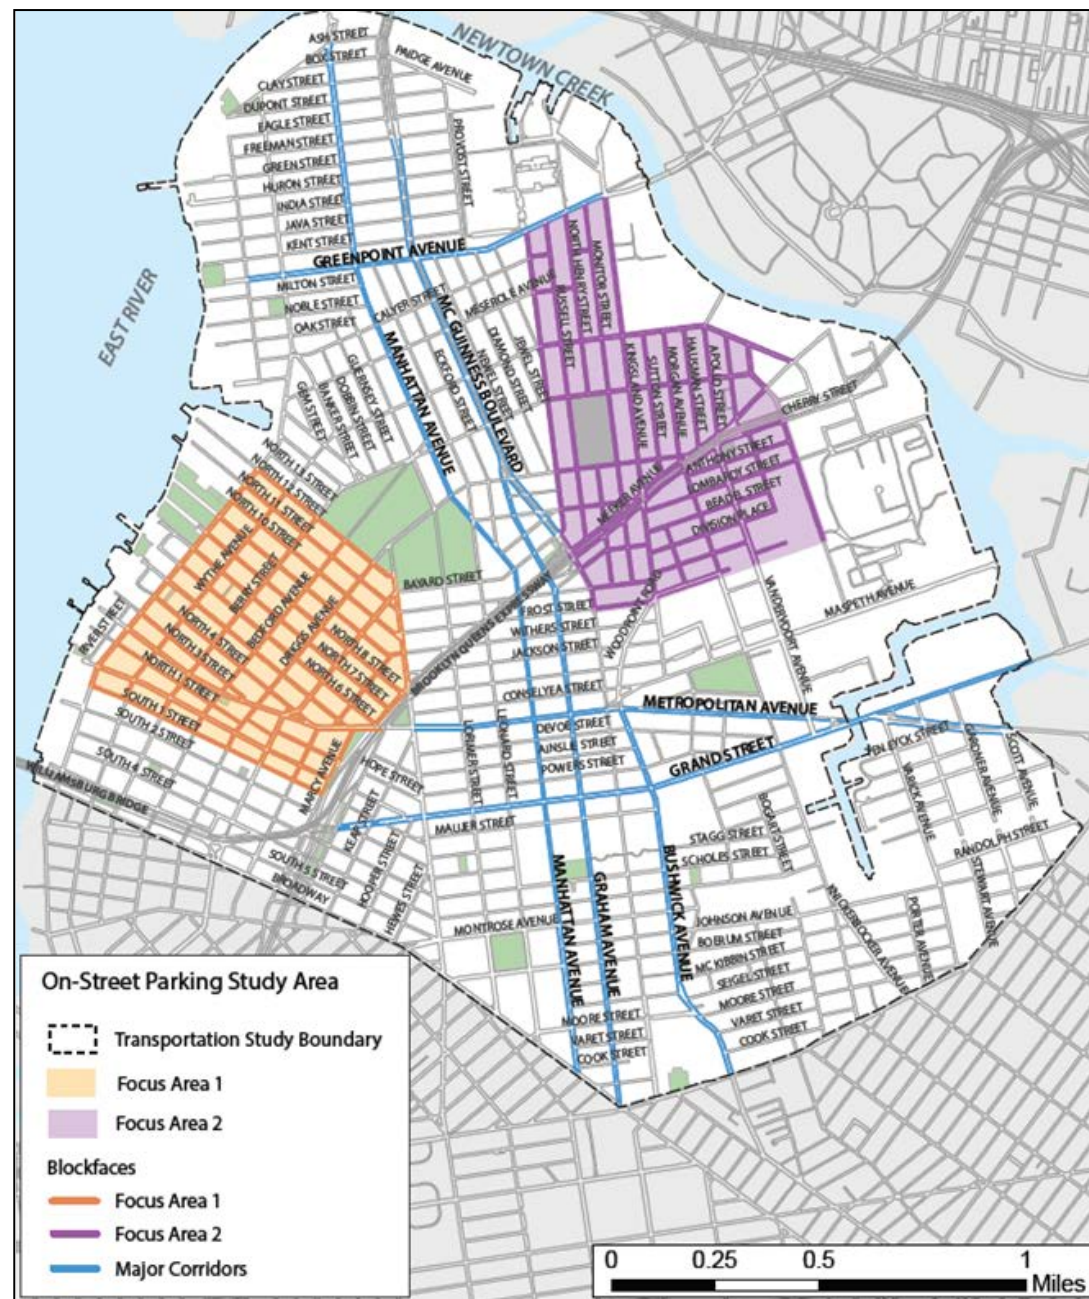 NEWTOWN CREEK
ASH STREET
BOX STREET
PAIDGE AVENUE
CLAY STREET
DUPONT STREET
EAGLE STREET
FREEMAN STREET
PROVOST STREET
GREEN STREET
HURON STREET
INDIA STREET
JAVA STREET
KENT STREET
GREENPOINT AVENUE
MILTON STREET
NOBLE STREET
OAK STREET
CALYER STREET
MESEROLE AVENUE
EAST RIVER
NORTH HENRY STREET
MONITOR STREET
RUSSELL STREET
MANHATTAN AVENUE
MC GUINNESS BOULEVARD
ECKFORD STREET
NEWEL STREET
DIAMOND STREET
JEWEL STREET
GUERNSEY STREET
DOBBIN STREET
BANKER STREET
GEM STREET
KINGSLAND AVENUE
SUTTON STREET
MORGAN AVENUE
HAUSMAN STREET
APOLLO STREET
CHERRY STREET
ANTHONY STREET
LOMBARDY STREET
BEADEL STREET
DIVISION PLACE
MEEKER AVENUE
NORTH 13 STREET
NORTH 12 STREET
NORTH 11 STREET
NORTH 10 STREET
WYTHE AVENUE
BERRY STREET
BEDFORD AVENUE
DRIGGS AVENUE
NORTH 8 STREET
NORTH 7 STREET
NORTH 6 STREET
NORTH 4 STREET
NORTH 3 STREET
NORTH 1 STREET
RIVER STREET
SOUTH 1 STREET
SOUTH 2 STREET
SOUTH 4 STREET
WILLIAMSBURG BRIDGE
MARCY AVENUE
BAYARD STREET
BROOKLYN QUEENS EXPRESSWAY
FROST STREET
WITHERS STREET
JACKSON STREET
WOODPOINT ROAD
VANDERVOORT AVENUE
MASPETH AVENUE
CONSELYEA STREET
METROPOLITAN AVENUE
DEVOE STREET
AINSLIE STREET
POWERS STREET
GRAND STREET
LORIMER STREET
LEONARD STREET
HOPE STREET
KEAP STREET
HOOPER STREET
HEWES STREET
MAUJER STREET
SOUTH 5 STREET
BROADWAY
TEN EYCK STREET
GARDNER AVENUE
SCOTT AVENUE
VARICK AVENUE
RANDOLPH STREET
STEWART AVENUE
BOGART STREET
STAGG STREET
SCHOLES STREET
MANHATTAN AVENUE
GRAHAM AVENUE
BUSHWICK AVENUE
MONTROSE AVENUE
JOHNSON AVENUE
BOERUM STREET
MC KIBBIN STREET
SEIGEL STREET
MOORE STREET
VARET STREET
COOK STREET
KNICKERBOCKER AVENUE
PORTER AVENUE
MOORE STREET
VARET STREET
COOK STREET
On-Street Parking Study Area
Transportation Study Boundary
Focus Area 1
Focus Area 2
Blockfaces
Focus Area 1
Focus Area 2
Major Corridors
0 0.25 0.5 1
Miles